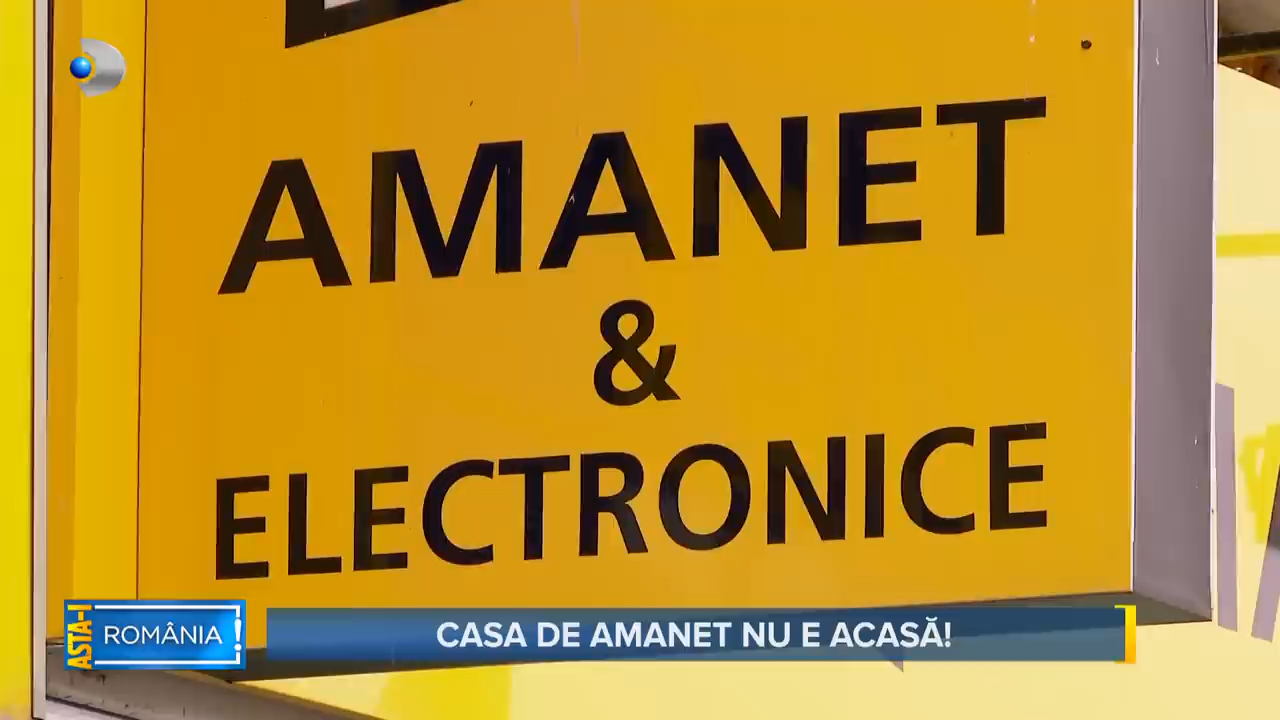 AMANET
&
ELECTRONICE
ASTA-I
ROMÂNIA!
CASA DE AMANET NU E ACASĂ!